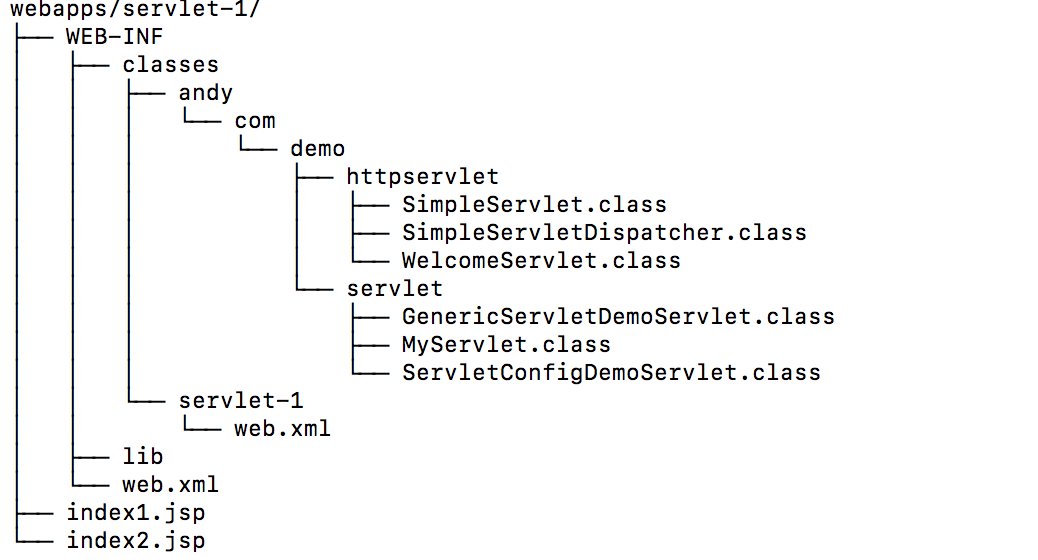 webapps/servlet-1/
├── WEB-INF
│   ├── classes
│   │   ├── andy
│   │   │   └── com
│   │   │       └── demo
│   │   │           ├── httpservlet
│   │   │           │   ├── SimpleServlet.class
│   │   │           │   ├── SimpleServletDispatcher.class
│   │   │           │   └── WelcomeServlet.class
│   │   │           └── servlet
│   │   │               ├── GenericServletDemoServlet.class
│   │   │               ├── MyServlet.class
│   │   │               └── ServletConfigDemoServlet.class
│   │   └── servlet-1
│   │       └── web.xml
│   ├── lib
│   └── web.xml
├── index1.jsp
└── index2.jsp